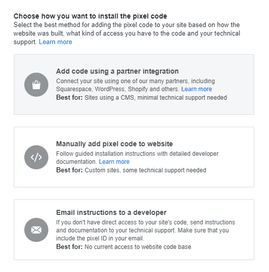 Choose how you want to install the pixel code
Select the best method for adding the pixel code to your site based on how the
website was built, what kind of access you have to the code and your technical
support. Learn more
Add code using a partner integration
Connect your site using one of our many partners, including
Squarespace, WordPress, Shopify and others. Learn more
Best for: Sites using a CMS, minimal technical support needed
Manually add pixel code to website
Follow guided installation instructions with detailed developer
documentation. Learn more
Best for: Custom sites, some technical support needed
Email instructions to a developer
If you don't have direct access to your site's code, send instructions
and documentation to your technical support. Make sure that you
include the pixel ID in your email.
Best for: No current access to website code base